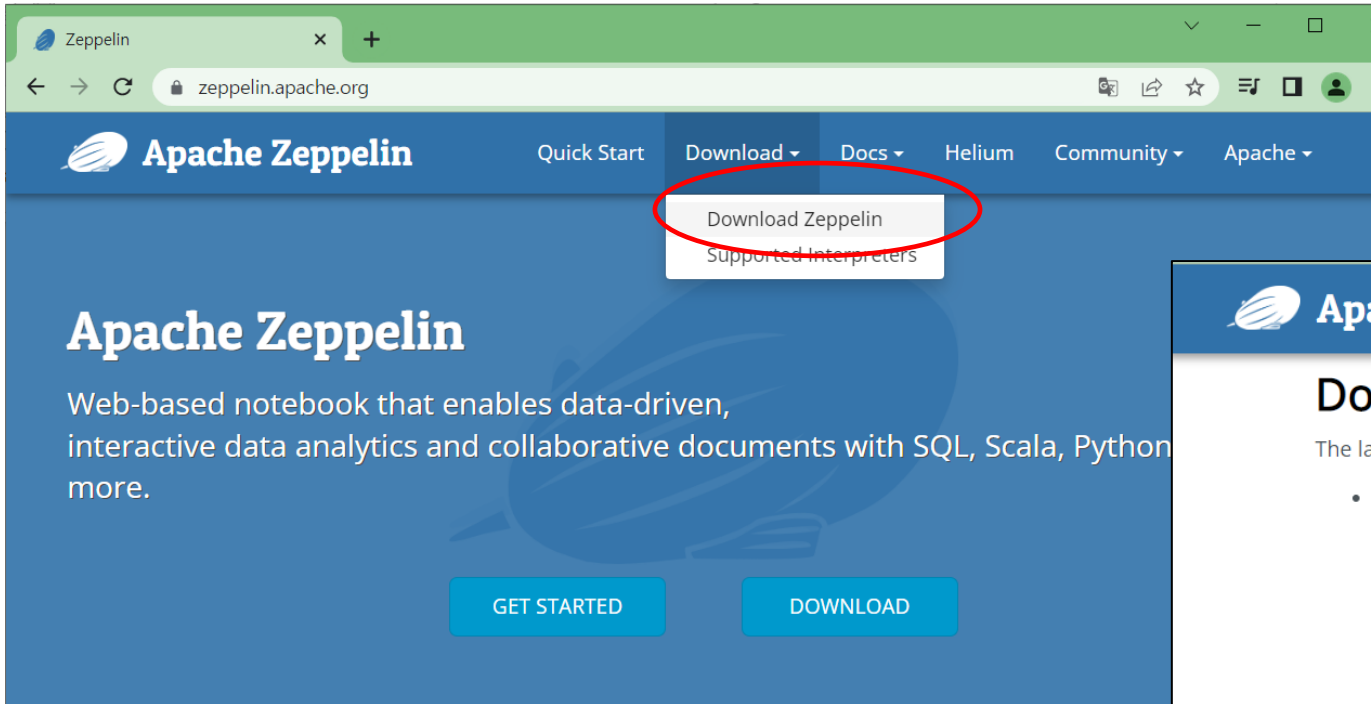 Zeppelin
zeppelin.apache.org
Apache Zeppelin
Quick Start
Download
Docs
Helium
Community
Apache
Download Zeppelin
Supported Interpreters
Apache Zeppelin
Web-based notebook that enables data-driven,
interactive data analytics and collaborative documents with SQL, Scala, Python
more.
GET STARTED
DOWNLOAD
Apa
Do
The la